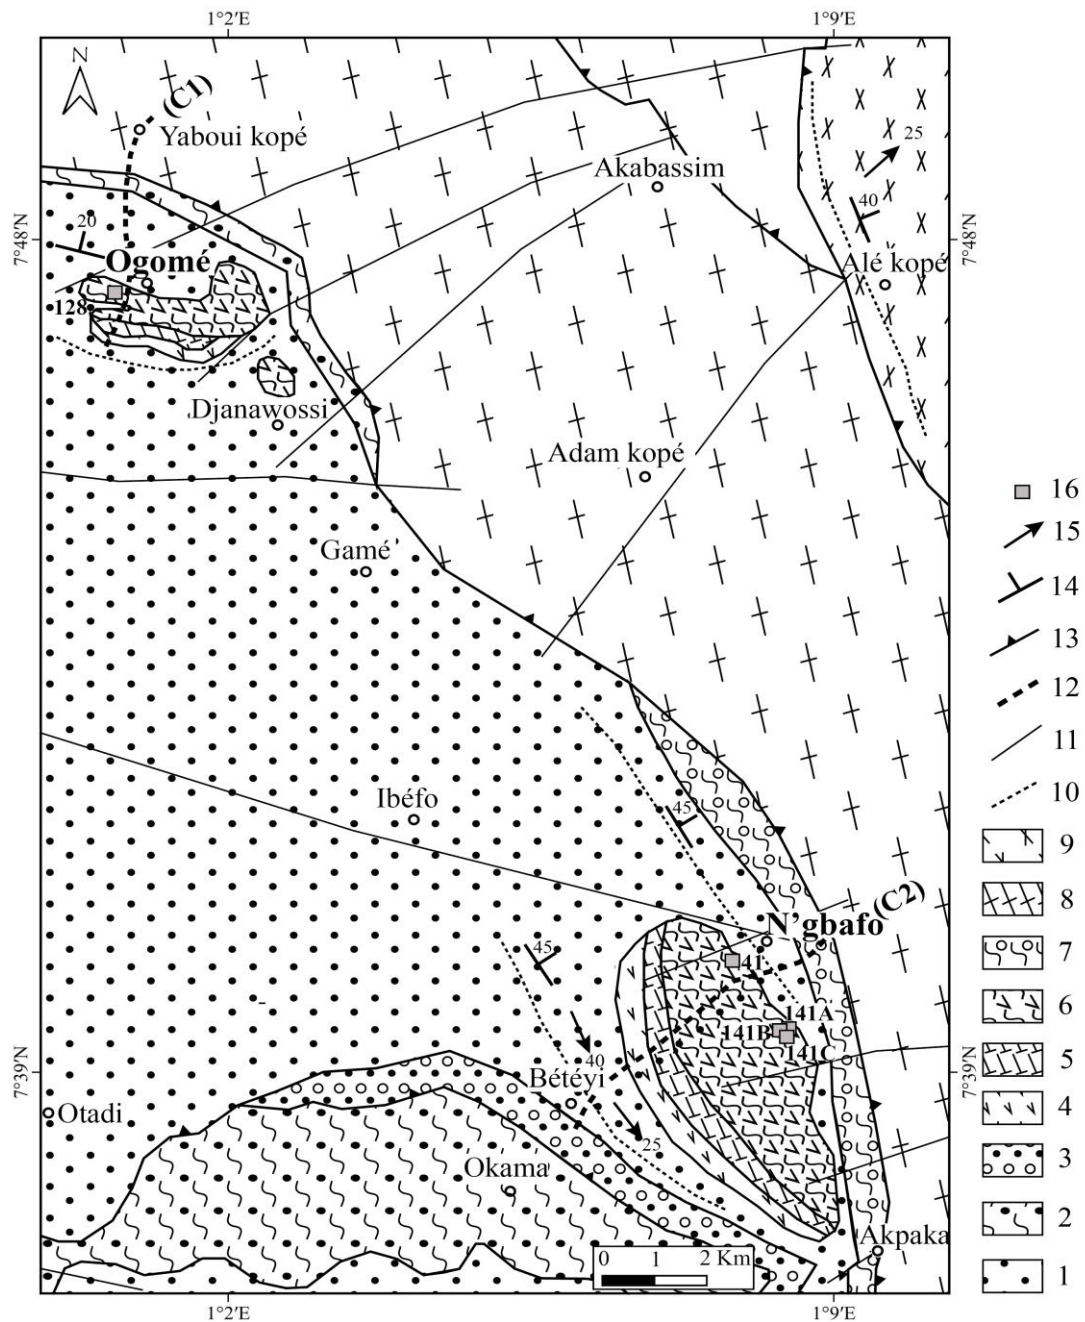 1°2′E
1°9′E
N
(C1)
Yaboui kopé
25
Akabassim
40
20
7°48′N
7°48′N
Ogomé
Alé kopé
128
Djanawossi
Adam kopé
16
15
Gamé
14
13
12
11
Ibéfo
45
10
9
(C2)
8
N’gbafo
45
41
7
6
141A
141B
141C
5
40
7°39′N
7°39′N
Bétéyi
4
Otadi
25
3
Okama
2
Akpaka
0 1 2 Km
1
1°2′E
1°9′E